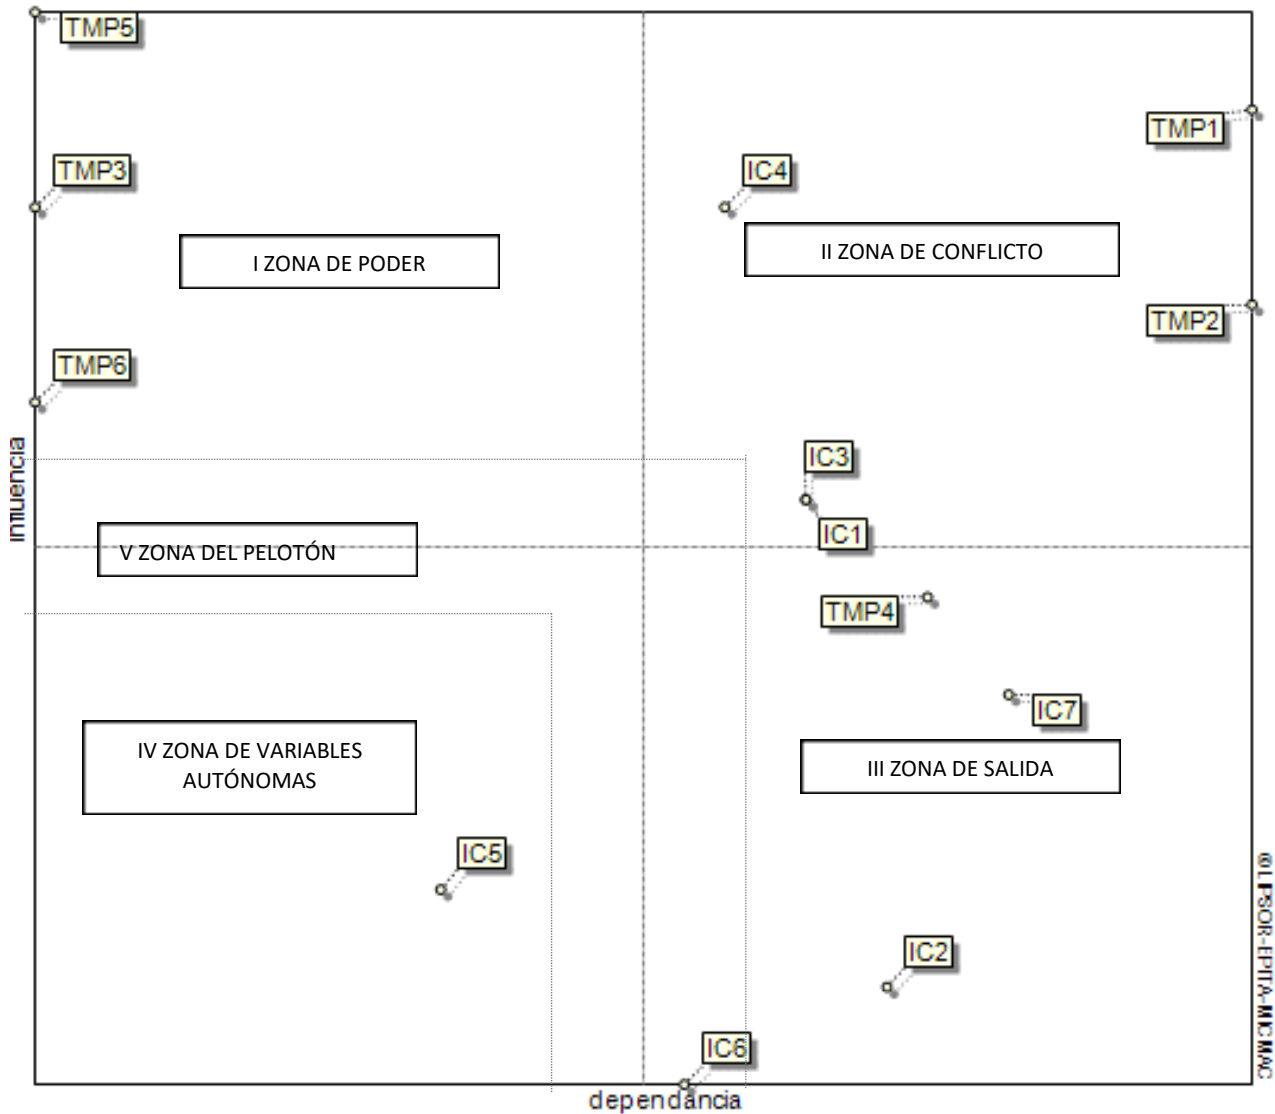 TMP5
TMP1
TMP3
IC4
I ZONA DE PODER
II ZONA DE CONFLICTO
TMP2
TMP6
influencia
IC3
IC1
V ZONA DEL PELOTÓN
TMP4
IC7
IV ZONA DE VARIABLES
AUTÓNOMAS
III ZONA DE SALIDA
IC5
IC2
IC6
dependancia
@LIPSOR-EPITA-MICMAC